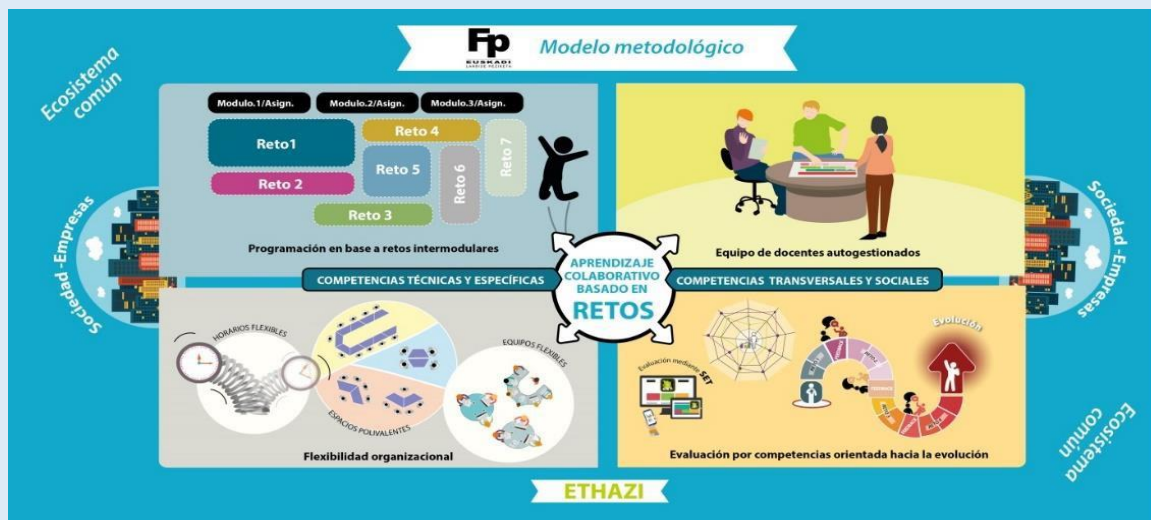 Fp
EUSKADI
LANBIDE HEZIKETA
Modelo metodológico
Ecosistema
común
Sociedad -Empresas
Modulo.1/Asign.
Modulo.2/Asign.
Modulo.3/Asign.
Reto1
Reto 2
Reto 3
Reto 4
Reto 5
Reto 6
Reto 7
Programación en base a retos intermodulares
Equipo de docentes autogestionados
COMPETENCIAS TÉCNICAS Y ESPECÍFICAS
APRENDIZAJE
COLABORATIVO
BASADO EN
RETOS
COMPETENCIAS TRANSVERSALES Y SOCIALES
HORARIOS FLEXIBLES
ESPACIOS POLIVALENTES
EQUIPOS FLEXIBLES
Flexibilidad organizacional
Evaluación mediante
SET
Evolución
Evaluación por competencias orientada hacia la evolución
Sociedad -Empresas
Ecosistema
común
ETHAZI